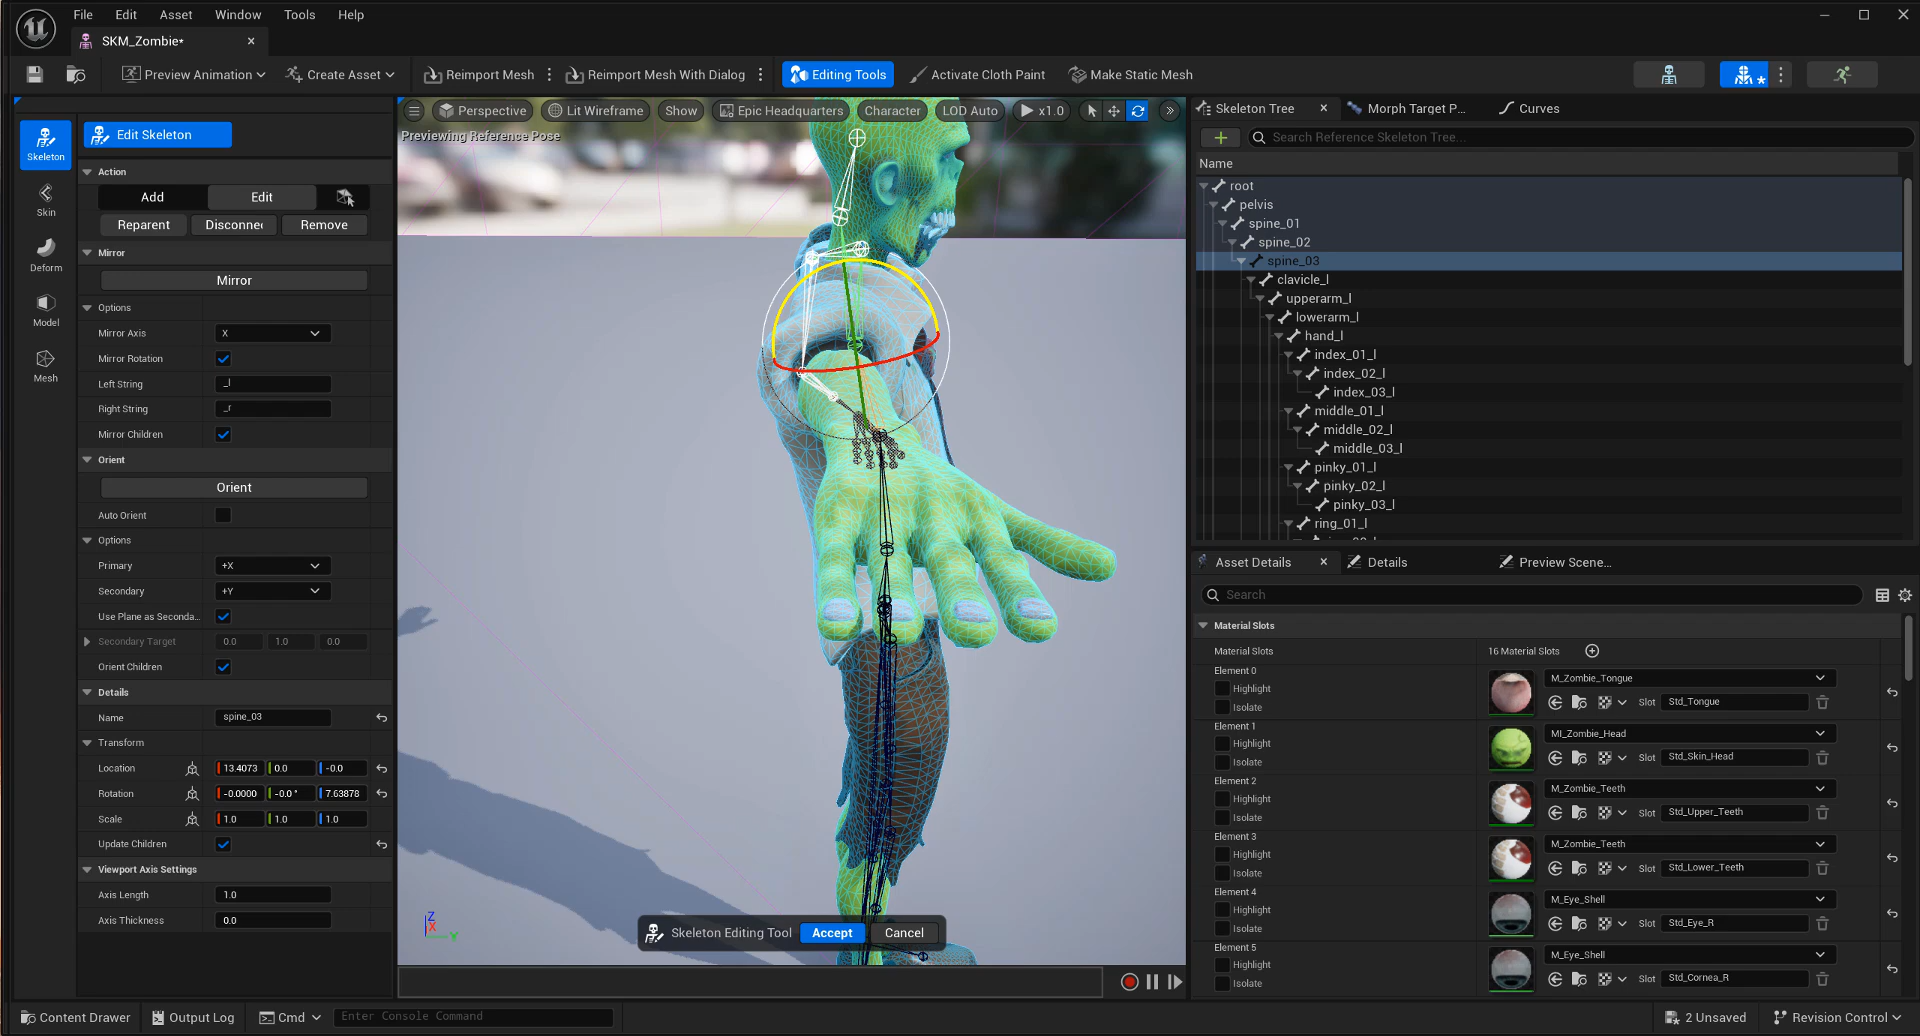 File Edit Asset Window Tools Help
SKM_Zombie*
Preview Animation Create Asset Reimport Mesh Reimport Mesh With Dialog Editing Tools Activate Cloth Paint Make Static Mesh
Skeleton
Skin
Deform
Model
Mesh
Edit Skeleton
Action
Add Edit
Reparent Disconnec Remove
Mirror
Mirror
Options
Mirror Axis X
Mirror Rotation
Left String _l
Right String _r
Mirror Children
Orient
Orient
Auto Orient
Options
Primary +X
Secondary +Y
Use Plane as Seconda...
Secondary Target 0.0 1.0 0.0
Orient Children
Details
Name spine_03
Transform
Location 13.4073 0.0 -0.0
Rotation -0.0000 -0.0 ° 7.63878
Scale 1.0 1.0 1.0
Update Children
Viewport Axis Settings
Axis Length 1.0
Axis Thickness 0.0
Perspective Lit Wireframe Show Epic Headquarters Character LOD Auto x1.0
Previewing Reference Pose
Z
X
Y
Skeleton Editing Tool Accept Cancel
Skeleton Tree Morph Target P... Curves
Search Reference Skeleton Tree...
Name
root
pelvis
spine_01
spine_02
spine_03
clavicle_l
upperarm_l
lowerarm_l
hand_l
index_01_l
index_02_l
index_03_l
middle_01_l
middle_02_l
middle_03_l
pinky_01_l
pinky_02_l
pinky_03_l
ring_01_l
Asset Details Details Preview Scene...
Search
Material Slots
Material Slots 16 Material Slots
Element 0
Highlight
Isolate
M_Zombie_Tongue
Slot Std_Tongue
Element 1
Highlight
Isolate
MI_Zombie_Head
Slot Std_Skin_Head
Element 2
Highlight
Isolate
M_Zombie_Teeth
Slot Std_Upper_Teeth
Element 3
Highlight
Isolate
M_Zombie_Teeth
Slot Std_Lower_Teeth
Element 4
Highlight
Isolate
M_Eye_Shell
Slot Std_Eye_R
Element 5
Highlight
Isolate
M_Eye_Shell
Slot Std_Cornea_R
Content Drawer Output Log Cmd Enter Console Command 2 Unsaved Revision Control